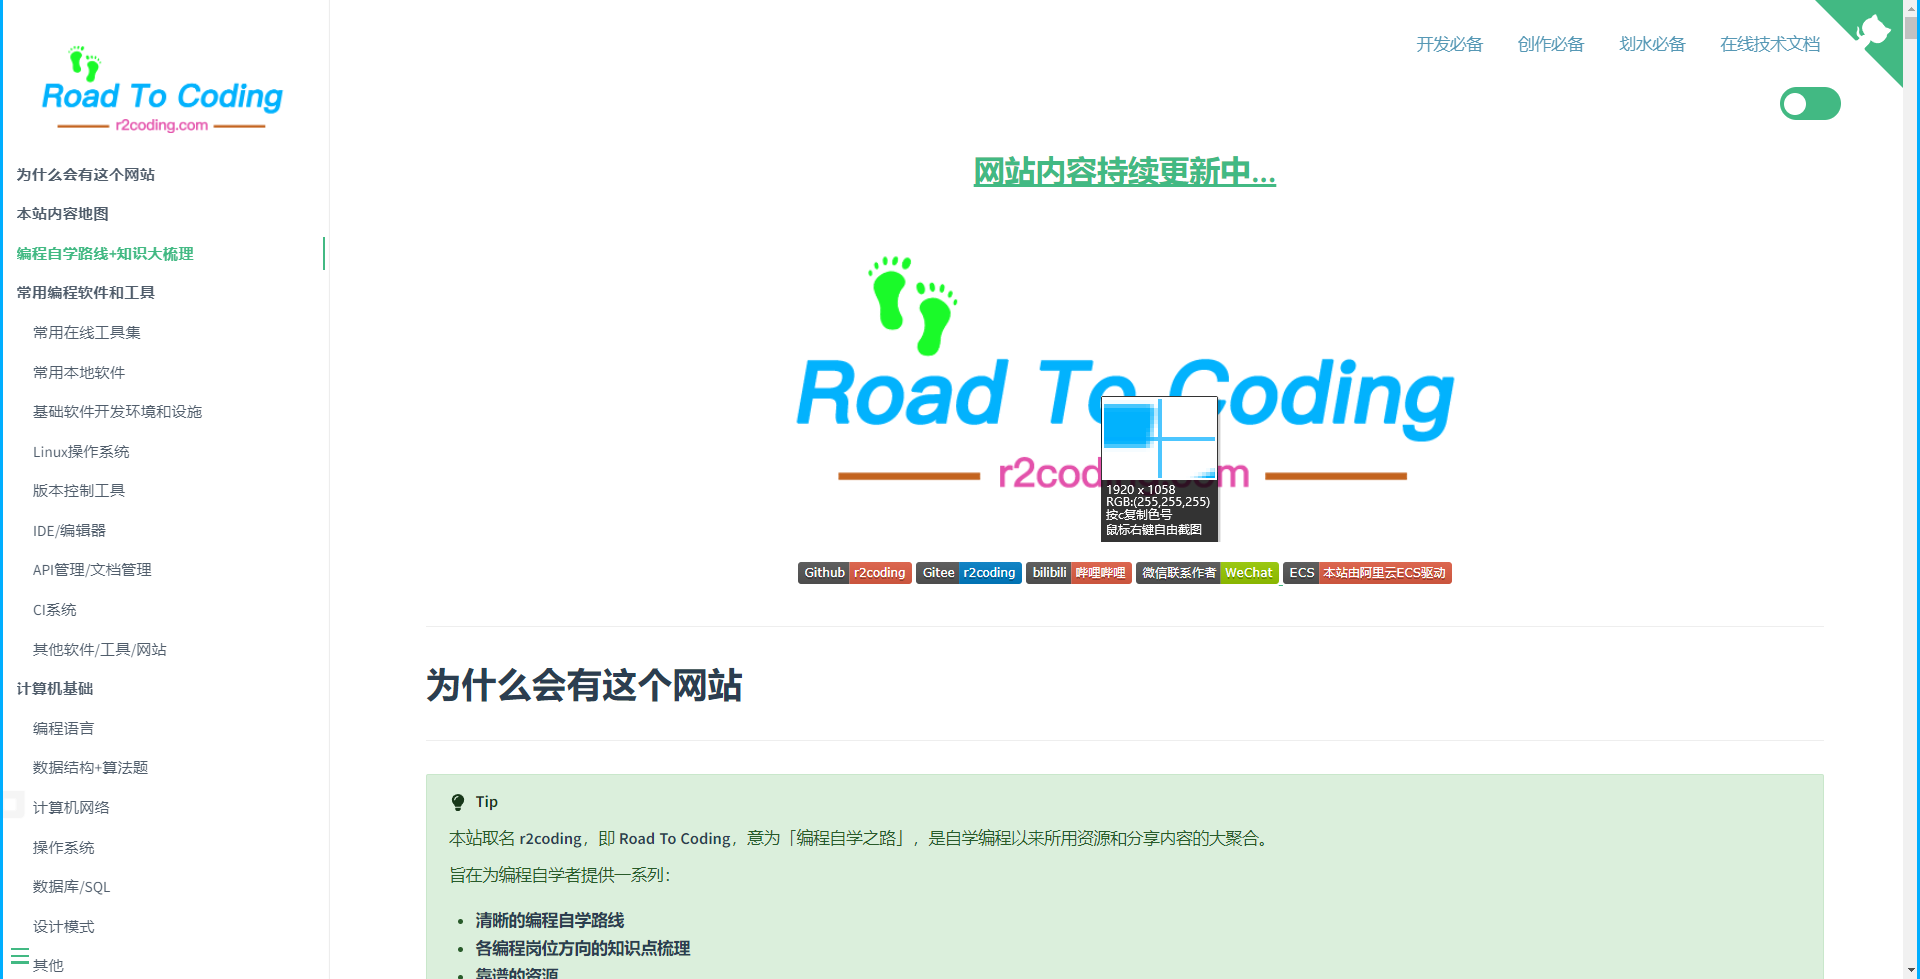 Road To Coding
r2coding.com
为什么会有这个网站
本站内容地图
编程自学路线+知识大梳理
常用编程软件和工具
常用在线工具集
常用本地软件
基础软件开发环境和设施
Linux操作系统
版本控制工具
IDE/编辑器
API管理/文档管理
CI系统
其他软件/工具/网站
计算机基础
编程语言
数据结构+算法题
计算机网络
操作系统
数据库/SQL
设计模式
其他
开发必备 创作必备 划水必备 在线技术文档
网站内容持续更新中...
Road To Coding
r2cod m
1920 x 1058
RGB:(255,255,255)
按c复制色号
鼠标右键自由截图
Github r2coding Gitee r2coding bilibili 哔哩哔哩 微信联系作者 WeChat ECS 本站由阿里云ECS驱动
为什么会有这个网站
Tip
本站取名 r2coding，即 Road To Coding，意为「编程自学之路」，是自学编程以来所用资源和分享内容的大聚合。
旨在为编程自学者提供一系列：
清晰的编程自学路线
各编程岗位方向的知识点梳理
靠谱的资源